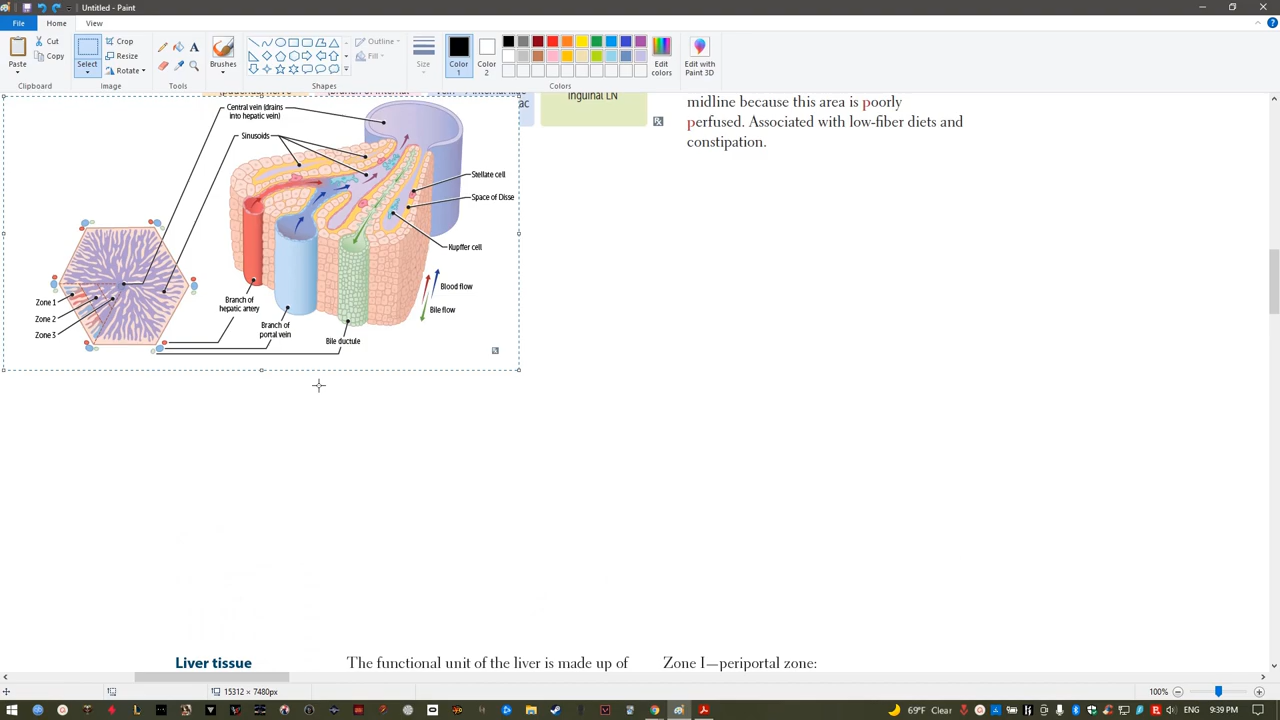 Untitled - Paint
File
Home
View
Paste
Cut
Copy
Clipboard
Select
Crop
Resize
Rotate
Image
Tools
Brushes
Shapes
Outline
Fill
Size
Color 1
Color 2
Edit colors
Edit with Paint 3D
Colors
inguinal LN
midline because this area is poorly
perfused. Associated with low-fiber diets and
constipation.
Central vein (drains
into hepatic vein)
Sinusoids
Stellate cell
Space of Disse
Kupffer cell
Blood flow
Bile flow
Zone 1
Zone 2
Zone 3
Branch of
hepatic artery
Branch of
portal vein
Bile ductule
Liver tissue
The functional unit of the liver is made up of
Zone I—periportal zone:
15312 × 7480px
100%
69°F Clear
ENG
9:39 PM